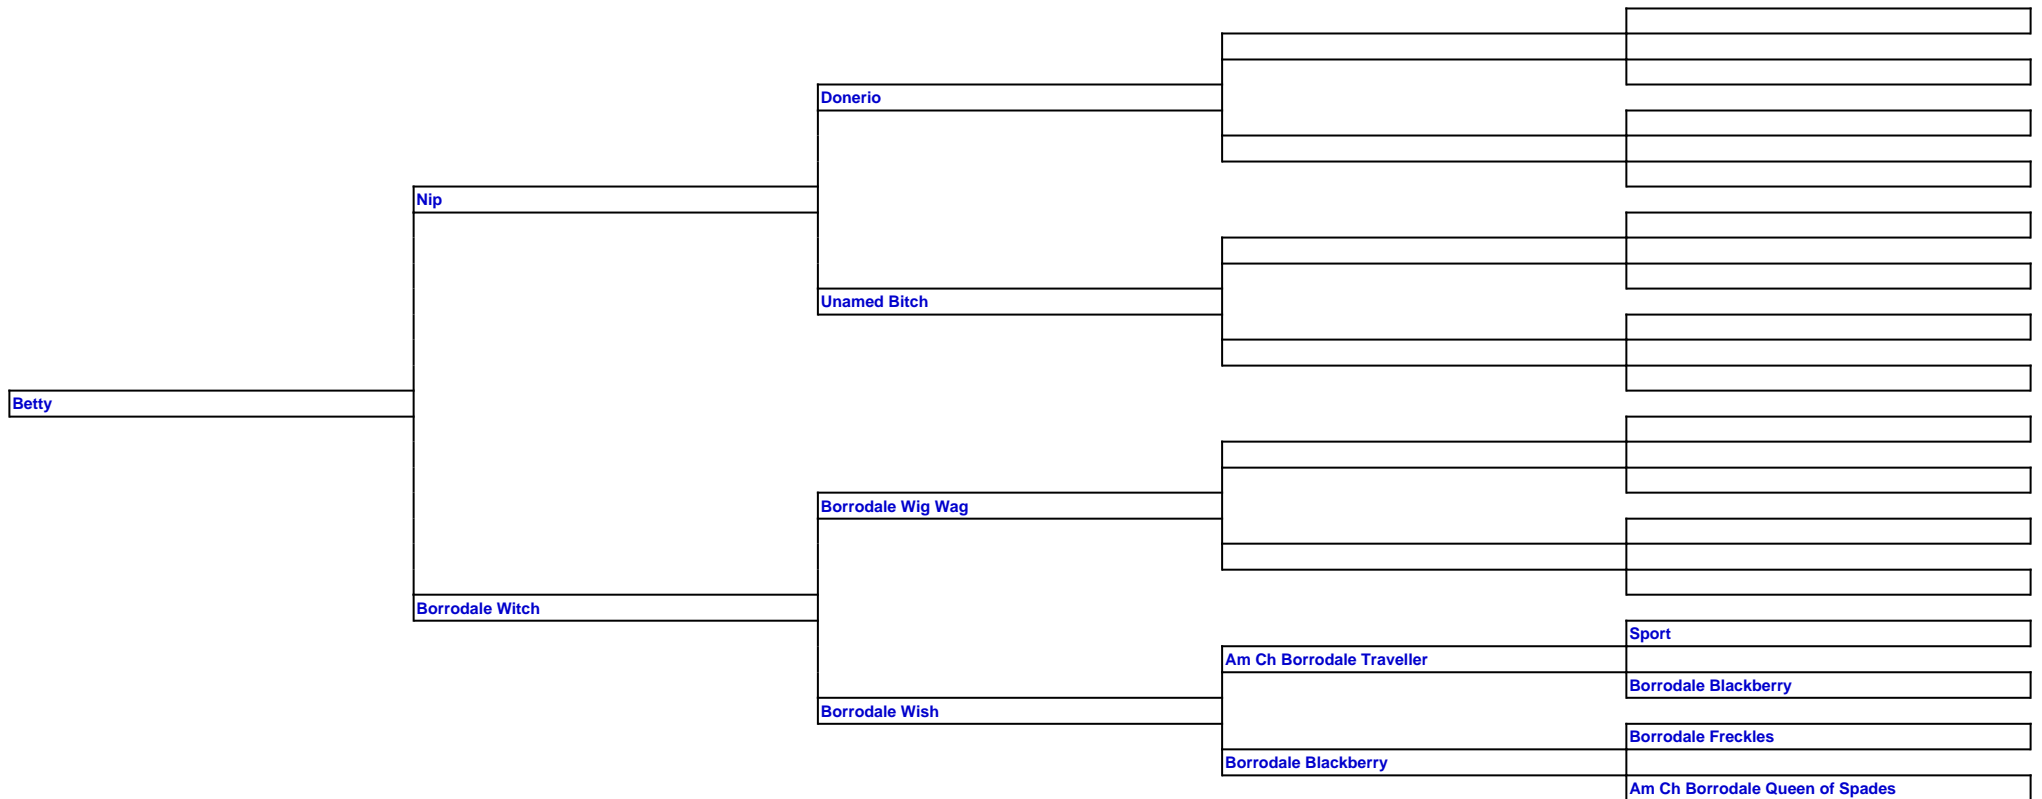 Donerio
Nip
Unamed Bitch
Betty
Borrodale Wig Wag
Borrodale Witch
Sport
Am Ch Borrodale Traveller
Borrodale Blackberry
Borrodale Wish
Borrodale Freckles
Borrodale Blackberry
Am Ch Borrodale Queen of Spades